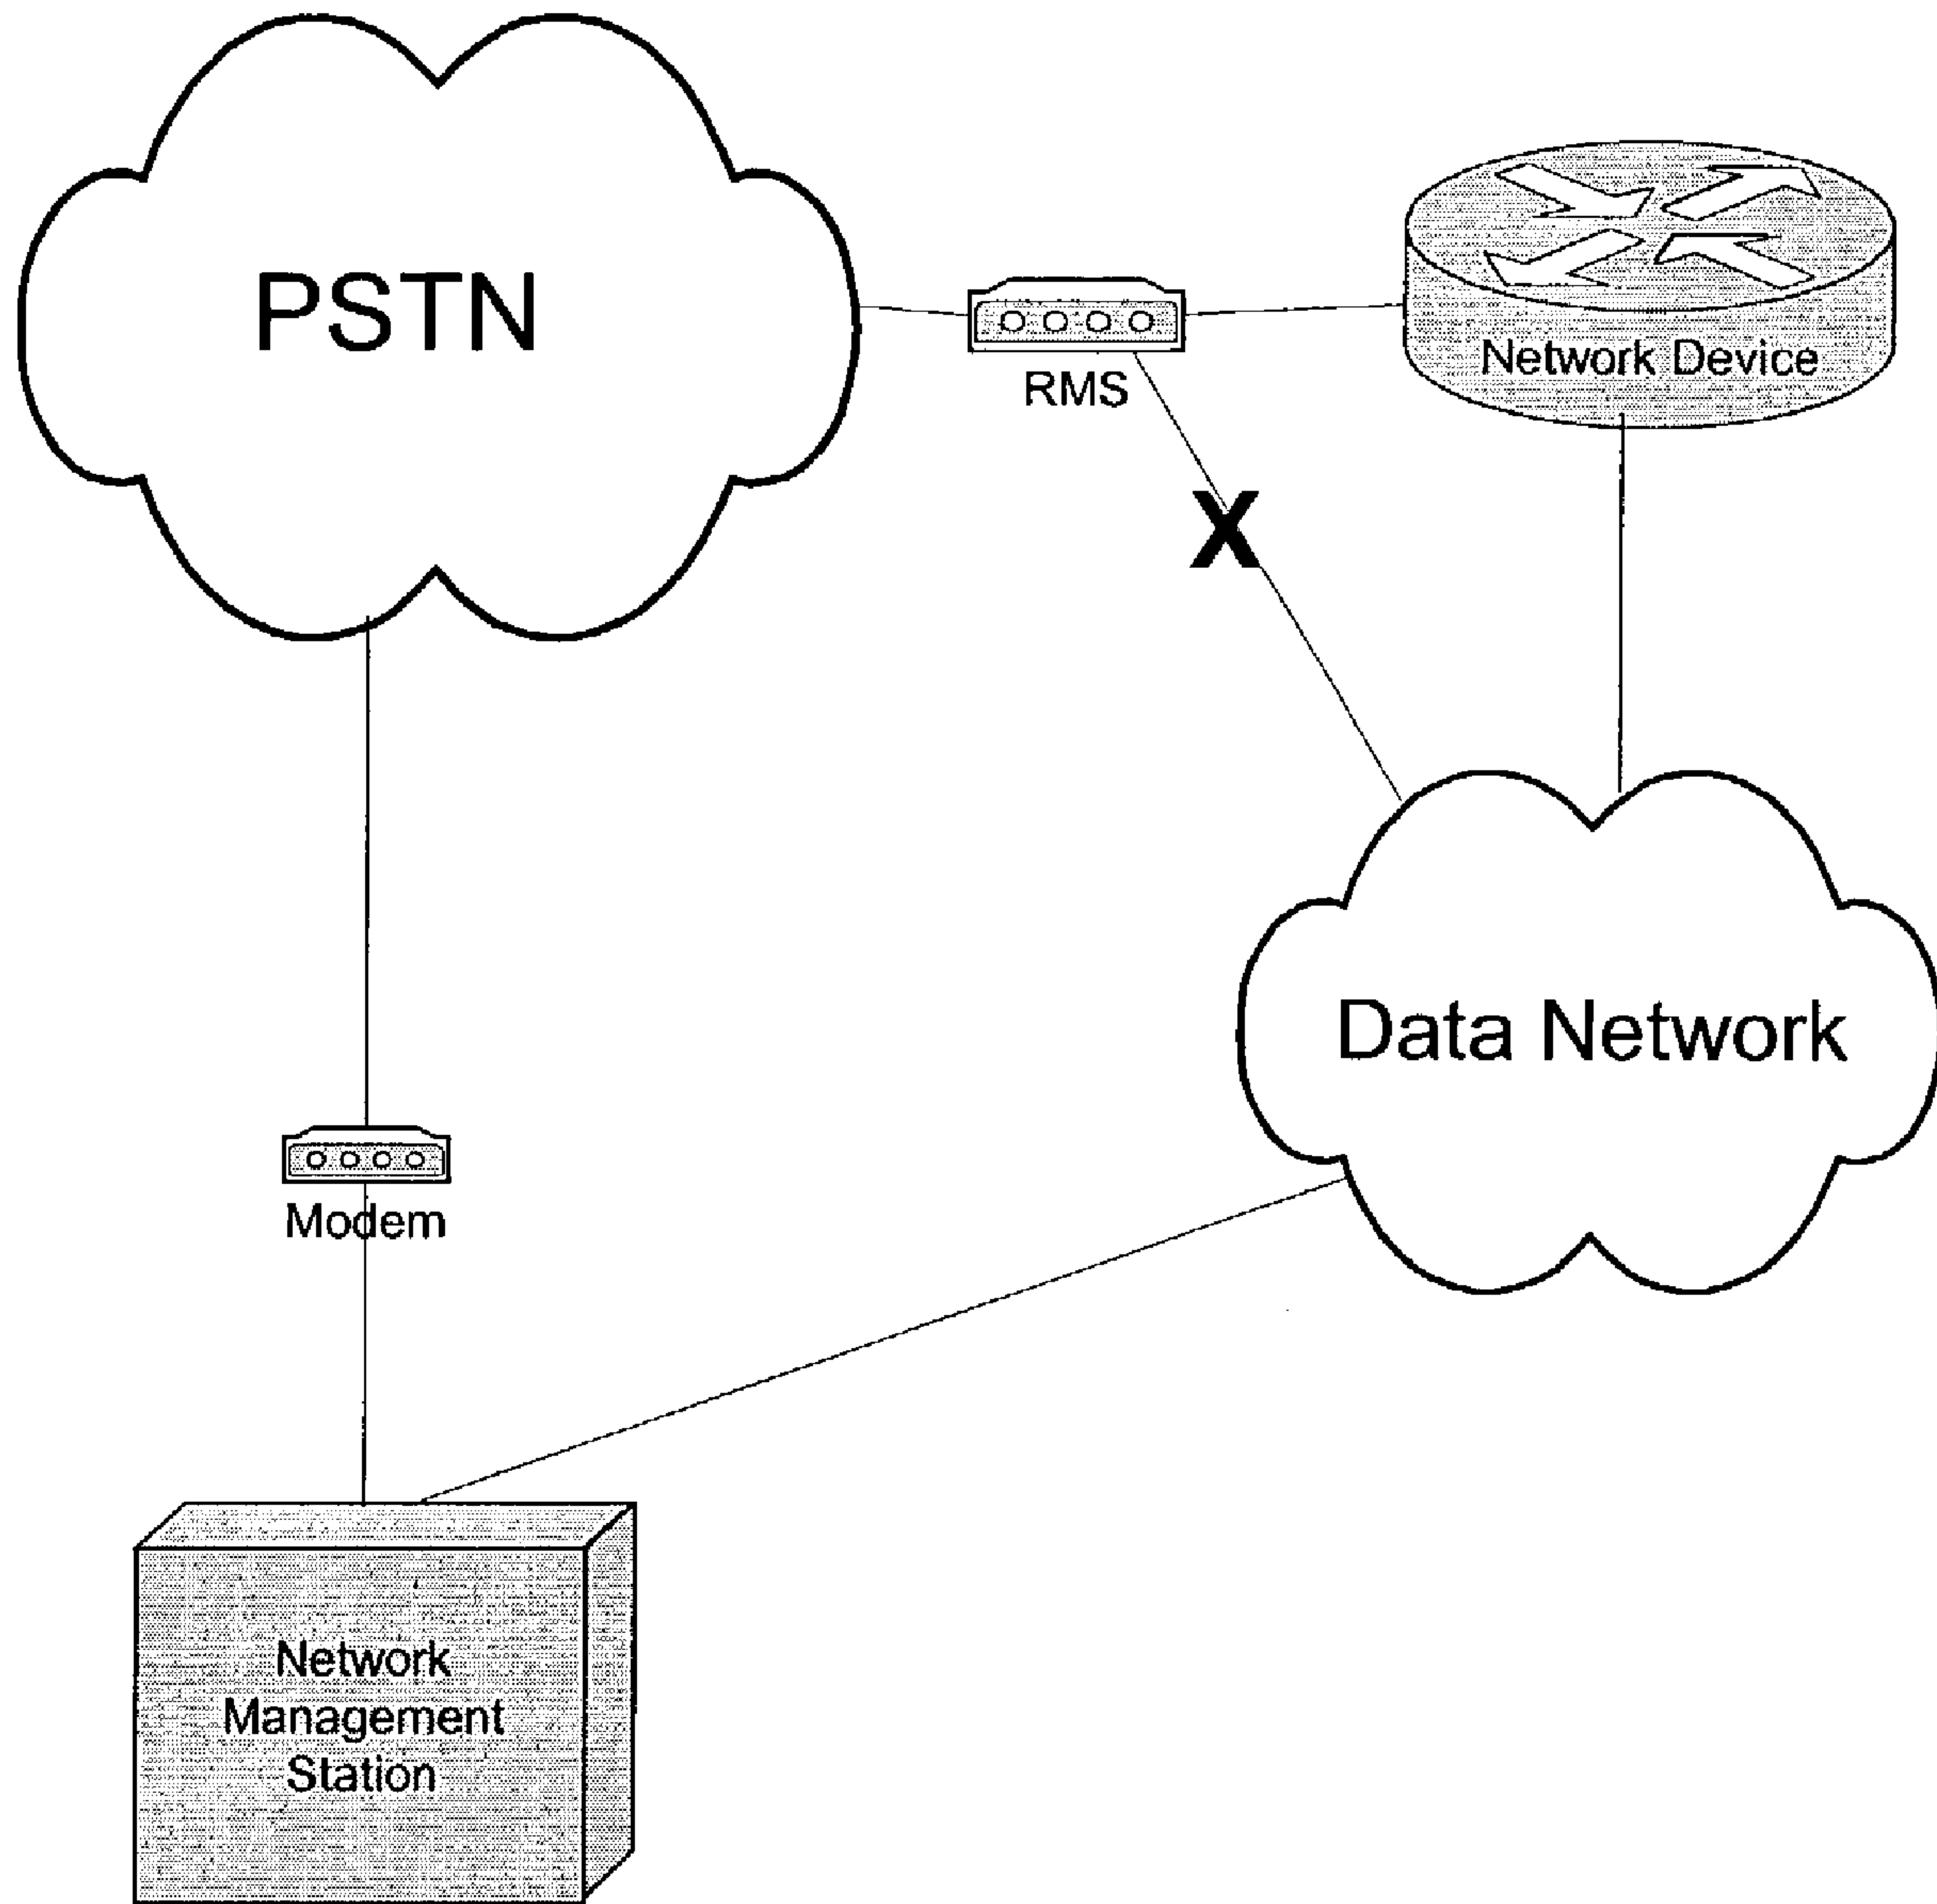 PSTN
RMS
Network Device
X
Data Network
Modem
Network
Management
Station